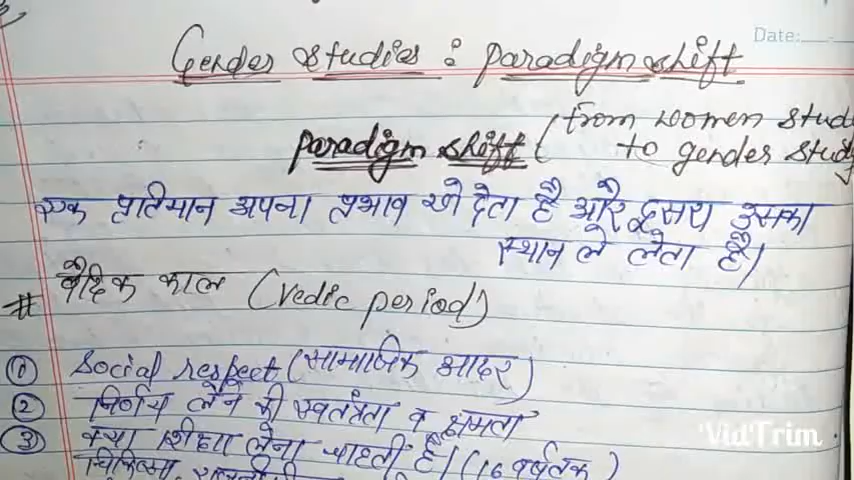 Date:
Gender studies : paradigm shift
paradigm shift ( from women stud
to gender study
एक प्रतिमान अपना प्रभाव खो देता है और दूसरा उसका
स्थान ले लेता है।
# वैदिक काल (Vedic period)
① Social respect (सामाजिक आदर)
② निर्णय लेने की स्वतंत्रता व क्षमता
③ क्या शिक्षा लेना चाहती है। (16 वर्ष तक)
चिकित्सा,
VidTrim